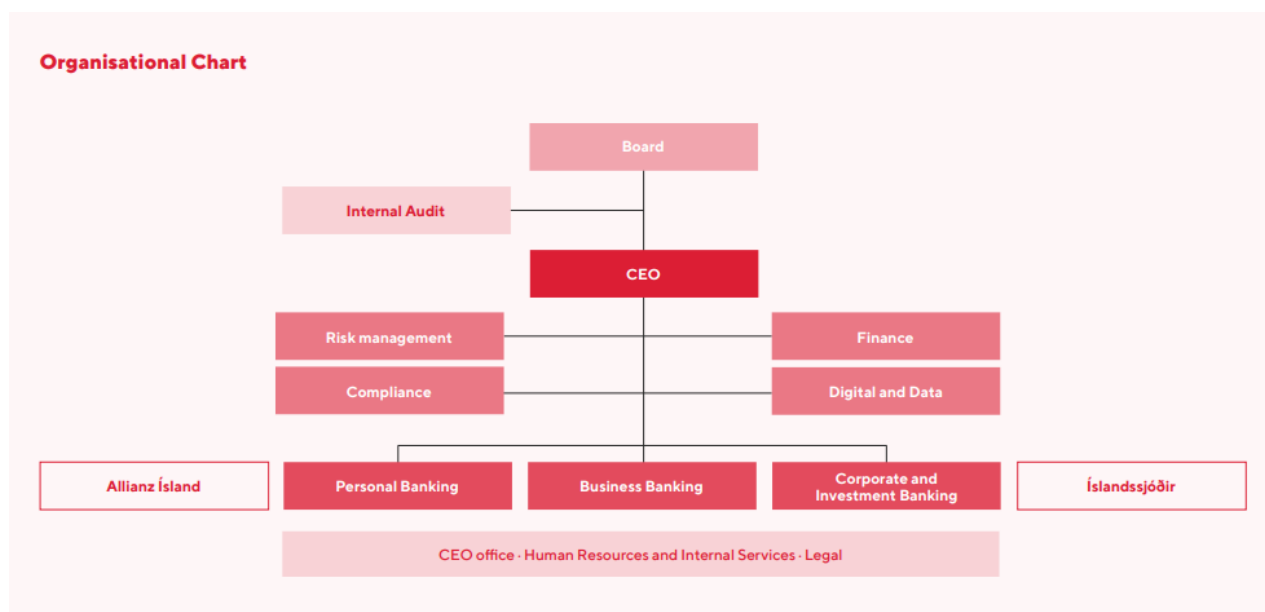 Organisational Chart
Board
Internal Audit
CEO
Risk management
Finance
Compliance
Digital and Data
Allianz Ísland
Personal Banking
Business Banking
Corporate and
Investment Banking
Íslandssjóðir
CEO office · Human Resources and Internal Services · Legal